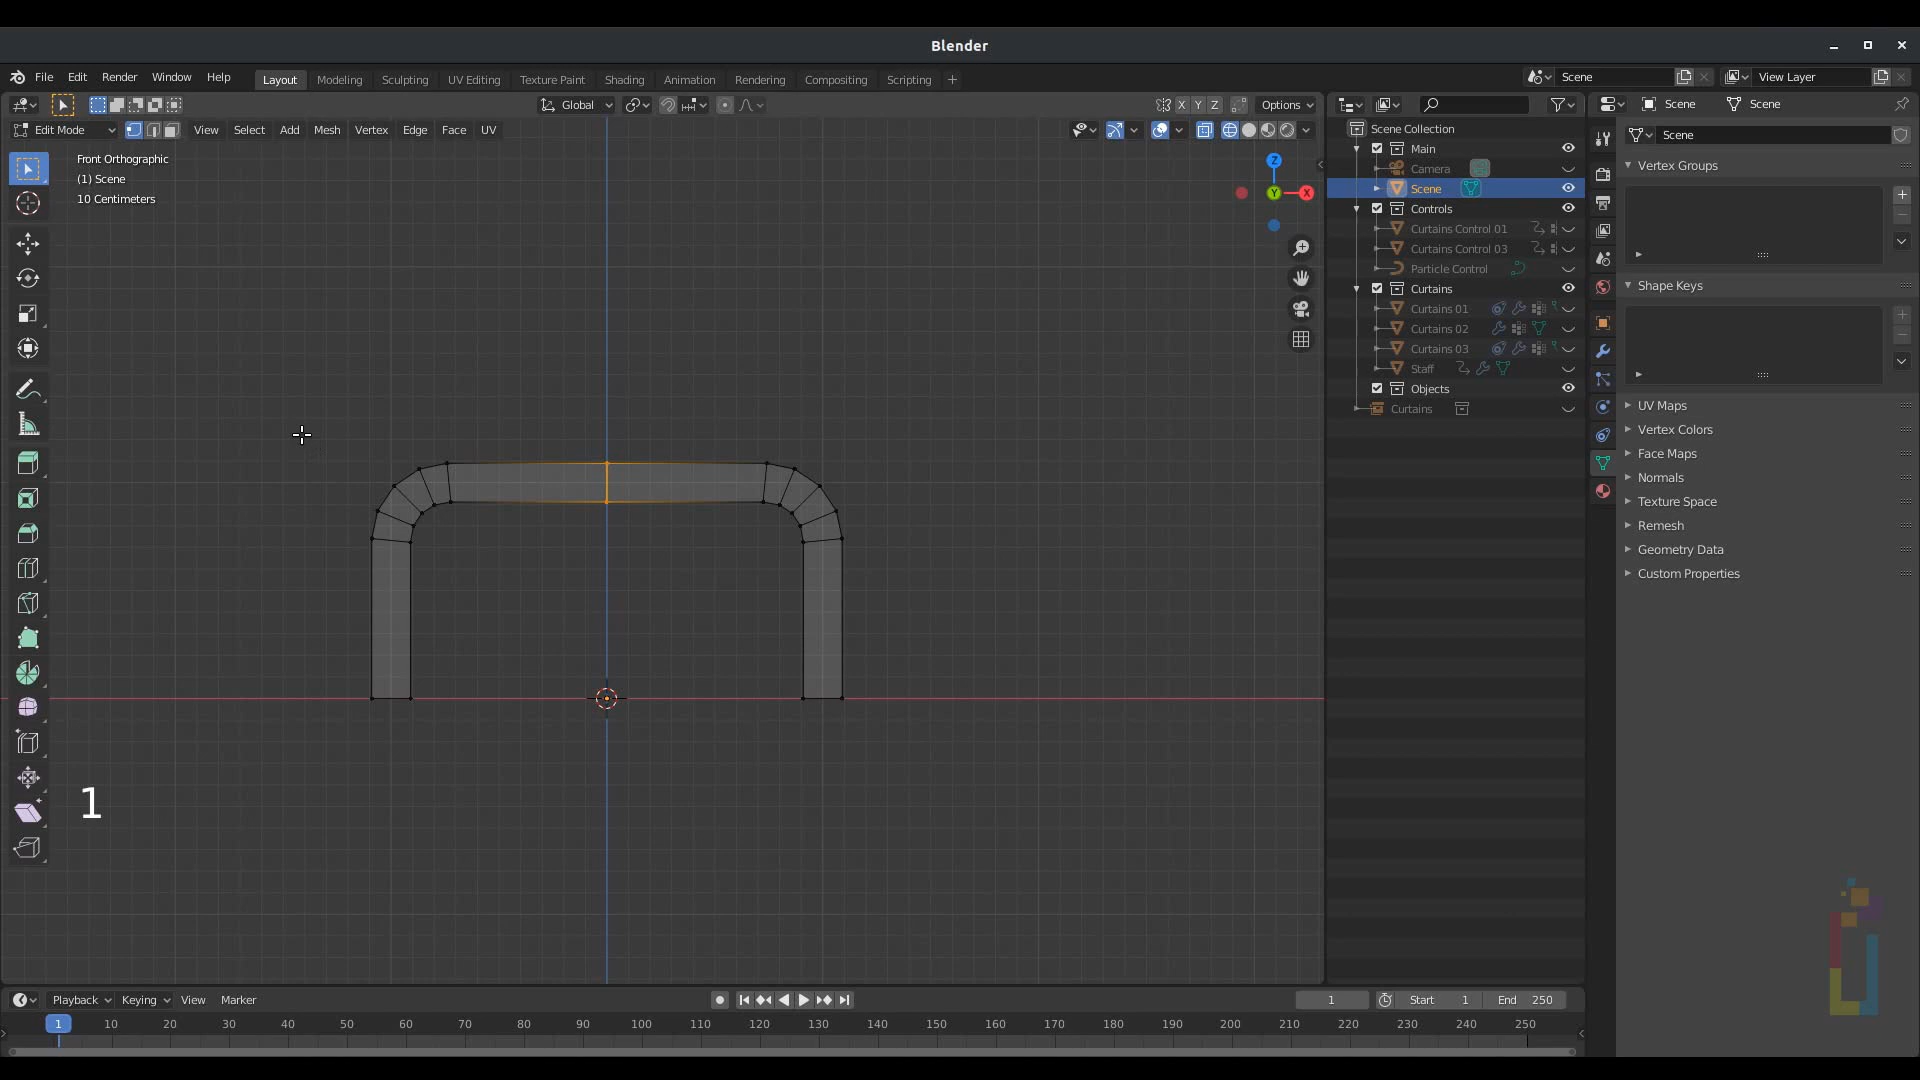 Blender
File Edit Render Window Help
Layout Modeling Sculpting UV Editing Texture Paint Shading Animation Rendering Compositing Scripting +
Scene View Layer
Global Options
X Y Z
Edit Mode View Select Add Mesh Vertex Edge Face UV
Front Orthographic
(1) Scene
10 Centimeters
Z
Y X
1
Scene Collection
Main
Camera
Scene
Controls
Curtains Control 01
Curtains Control 03
Particle Control
Curtains
Curtains 01
Curtains 02
Curtains 03
Staff
Objects
Curtains
Scene Scene
Scene
Vertex Groups
Shape Keys
UV Maps
Vertex Colors
Face Maps
Normals
Texture Space
Remesh
Geometry Data
Custom Properties
Playback Keying View Marker
1 Start 1 End 250
1 10 20 30 40 50 60 70 80 90 100 110 120 130 140 150 160 170 180 190 200 210 220 230 240 250